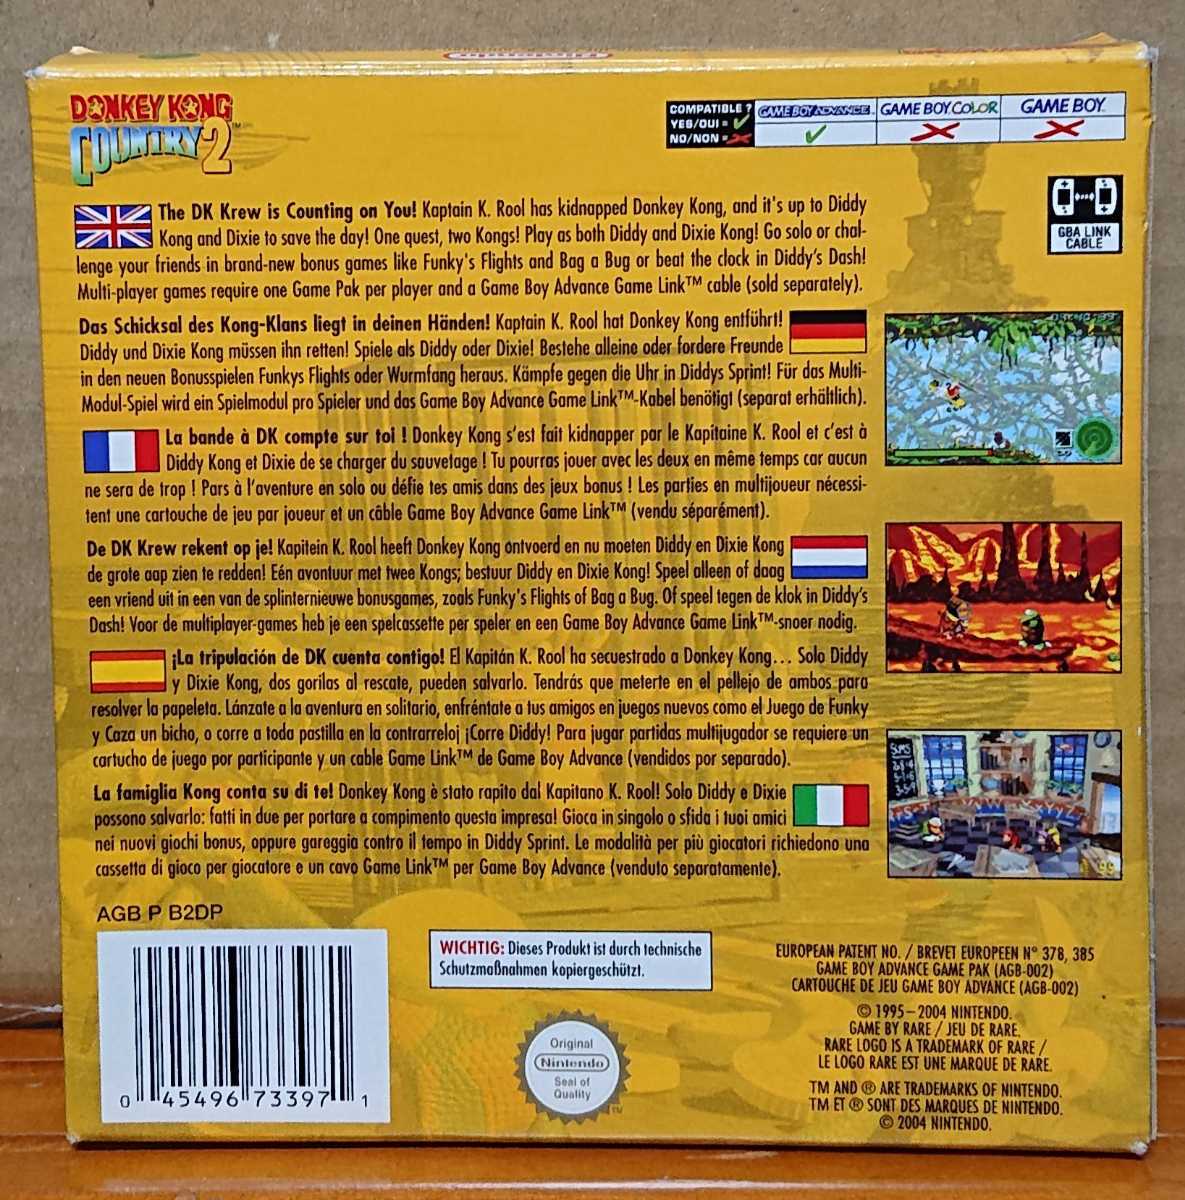 DONKEY KONG
COUNTRY 2™
COMPATIBLE ?
YES/OUI =
NO/NON =
GAME BOY ADVANCE
GAME BOY COLOR
GAME BOY
GBA LINK
CABLE
The DK Krew is Counting on You! Kaptain K. Rool has kidnapped Donkey Kong, and it's up to Diddy
Kong and Dixie to save the day! One quest, two Kongs! Play as both Diddy and Dixie Kong! Go solo or chal-
lenge your friends in brand-new bonus games like Funky's Flights and Bag a Bug or beat the clock in Diddy's Dash!
Multi-player games require one Game Pak per player and a Game Boy Advance Game Link™ cable (sold separately).
Das Schicksal des Kong-Klans liegt in deinen Händen! Kaptain K. Rool hat Donkey Kong entführt!
Diddy und Dixie Kong müssen ihn retten! Spiele als Diddy oder Dixie! Bestehe alleine oder fordere Freunde
in den neuen Bonusspielen Funkys Flights oder Wurmfang heraus. Kämpfe gegen die Uhr in Diddys Sprint! Für das Multi-
Modul-Spiel wird ein Spielmodul pro Spieler und das Game Boy Advance Game Link™-Kabel benötigt (separat erhältlich).
La bande à DK compte sur toi ! Donkey Kong s'est fait kidnapper par le Kapitaine K. Rool et c'est à
Diddy Kong et Dixie de se charger du sauvetage ! Tu pourras jouer avec les deux en même temps car aucun
ne sera de trop ! Pars à l'aventure en solo ou défie tes amis dans des jeux bonus ! Les parties en multijoueur nécessi-
tent une cartouche de jeu par joueur et un câble Game Boy Advance Game Link™ (vendu séparément).
De DK Krew rekent op je! Kapitein K. Rool heeft Donkey Kong ontvoerd en nu moeten Diddy en Dixie Kong
de grote aap zien te redden! Eén avontuur met twee Kongs; bestuur Diddy en Dixie Kong! Speel alleen of daag
een vriend uit in een van de splinternieuwe bonusgames, zoals Funky's Flights of Bag a Bug. Of speel tegen de klok in Diddy's
Dash! Voor de multiplayer-games heb je een spelcassette per speler en een Game Boy Advance Game Link™-snoer nodig.
¡La tripulación de DK cuenta contigo! El Kapitán K. Rool ha secuestrado a Donkey Kong... Solo Diddy
y Dixie Kong, dos gorilas al rescate, pueden salvarlo. Tendrás que meterte en el pellejo de ambos para
resolver la papeleta. Lánzate a la aventura en solitario, enfréntate a tus amigos en juegos nuevos como el Juego de Funky
y Caza un bicho, o corre a toda pastilla en la contrarreloj ¡Corre Diddy! Para jugar partidas multijugador se requiere un
cartucho de juego por participante y un cable Game Link™ de Game Boy Advance (vendidos por separado).
La famiglia Kong conta su di te! Donkey Kong è stato rapito dal Kapitano K. Rool! Solo Diddy e Dixie
possono salvarlo: fatti in due per portare a compimento questa impresa! Gioca in singolo o sfida i tuoi amici
nei nuovi giochi bonus, oppure gareggia contro il tempo in Diddy Sprint. Le modalità per più giocatori richiedono una
cassetta di gioco per giocatore e un cavo Game Link™ per Game Boy Advance (venduto separatamente).
AGB P B2DP
0 45496 73397 1
WICHTIG: Dieses Produkt ist durch technische
Schutzmaßnahmen kopiergeschützt.
Original
Nintendo
Seal of
Quality
™
EUROPEAN PATENT NO. / BREVET EUROPEEN N° 378, 385
GAME BOY ADVANCE GAME PAK (AGB-002)
CARTOUCHE DE JEU GAME BOY ADVANCE (AGB-002)
© 1995–2004 NINTENDO.
GAME BY RARE / JEU DE RARE.
RARE LOGO IS A TRADEMARK OF RARE /
LE LOGO RARE EST UNE MARQUE DE RARE.
TM AND ® ARE TRADEMARKS OF NINTENDO.
TM ET ® SONT DES MARQUES DE NINTENDO.
© 2004 NINTENDO.